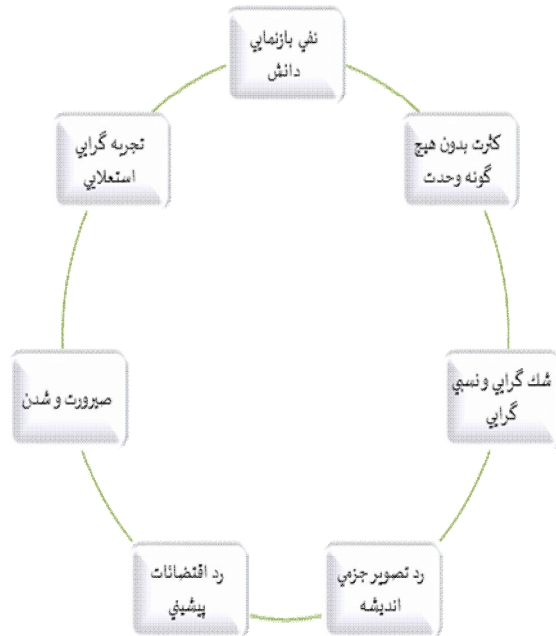 نفي بازنمايي
دانش
كثرت بدون هيچ
گونه وحدت
شك گرايي و نسبي
گرايي
رد تصوير جزمي
انديشه
رد اقتضائات
پيشيني
صيرورت و شدن
تجربه گرايي
استعلايي